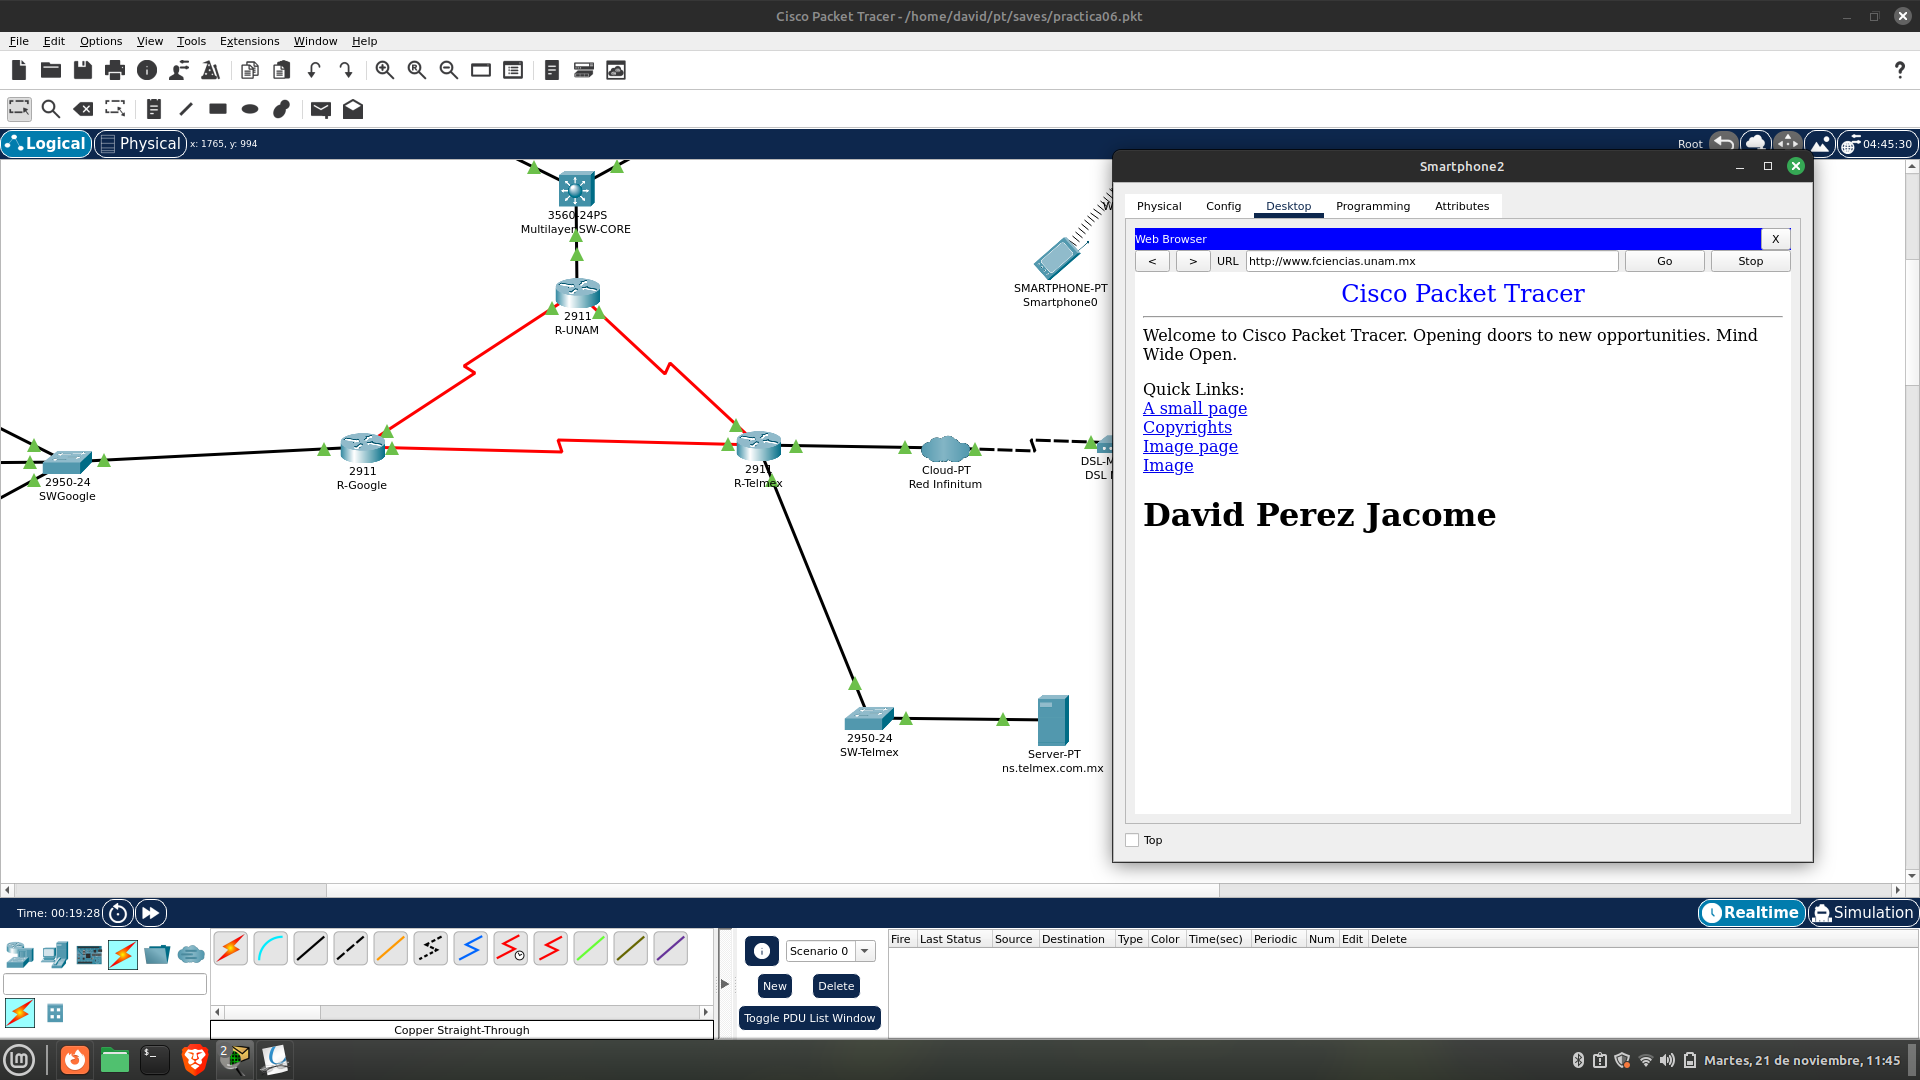 Cisco Packet Tracer - /home/david/pt/saves/practica06.pkt
File Edit Options View Tools Extensions Window Help
Logical Physical x: 1765, y: 994
Root 04:45:30
3560-24PS
Multilayer SW-CORE
2911
R-UNAM
SMARTPHONE-PT
Smartphone0
2950-24
SWGoogle
2911
R-Google
2911
R-Telmex
Cloud-PT
Red Infinitum
DSL-M
DSL
2950-24
SW-Telmex
Server-PT
ns.telmex.com.mx
Smartphone2
Physical Config Desktop Programming Attributes
Web Browser X
< > URL http://www.fciencias.unam.mx Go Stop
Cisco Packet Tracer
Welcome to Cisco Packet Tracer. Opening doors to new opportunities. Mind
Wide Open.
Quick Links:
A small page
Copyrights
Image page
Image
David Perez Jacome
Top
Time: 00:19:28
Realtime Simulation
Scenario 0
New Delete
Toggle PDU List Window
Fire Last Status Source Destination Type Color Time(sec) Periodic Num Edit Delete
Copper Straight-Through
2
Martes, 21 de noviembre, 11:45